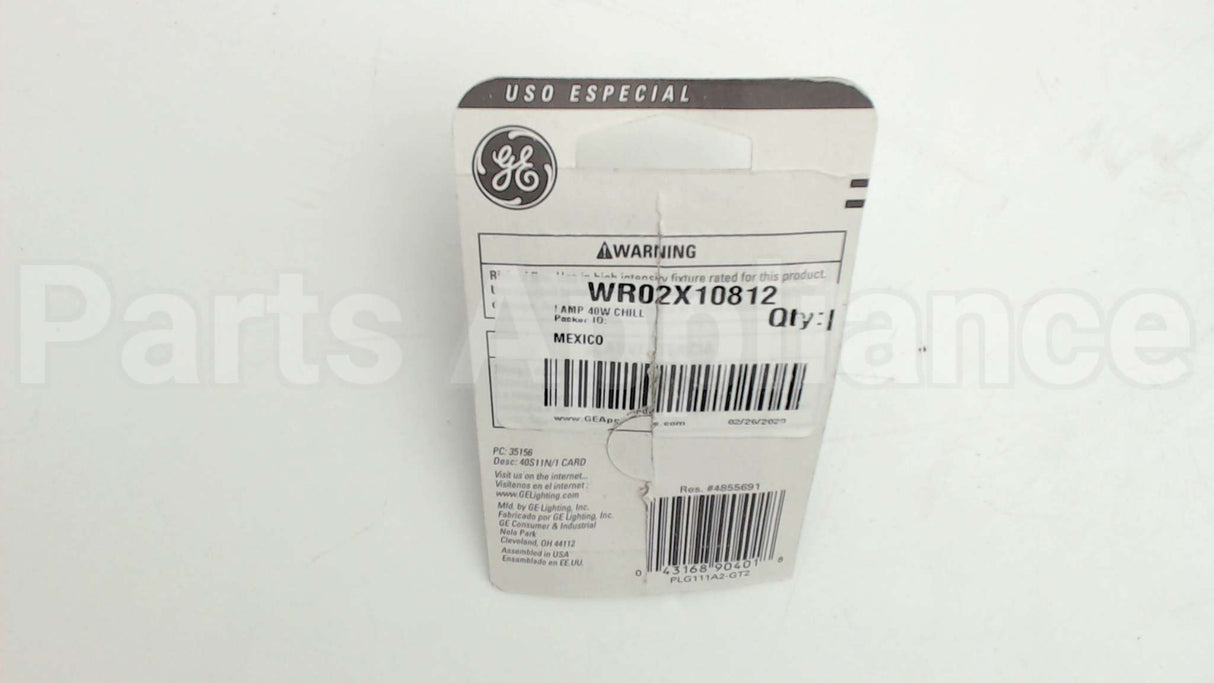 USO ESPECIAL
GE
WARNING
Use in high intensity fixture rated for this product.
WR02X10812
LAMP 40W CHILL
Qty:1
Packer ID:
MEXICO
www.GEAp s.com 02/26/2020
PC: 35156
Desc: 40S11N/1 CARD
Visit us on the internet...
Visítenos en el internet:
www.GELighting.com
Mfd. by GE Lighting, Inc.
Fabricado por GE Lighting, Inc.
GE Consumer & Industrial
Nela Park
Cleveland, OH 44112
Assembled in USA
Ensamblado en EE.UU.
Res. #4855691
0 43168 90401 8
PLG111A2-GT2
Parts Appliance